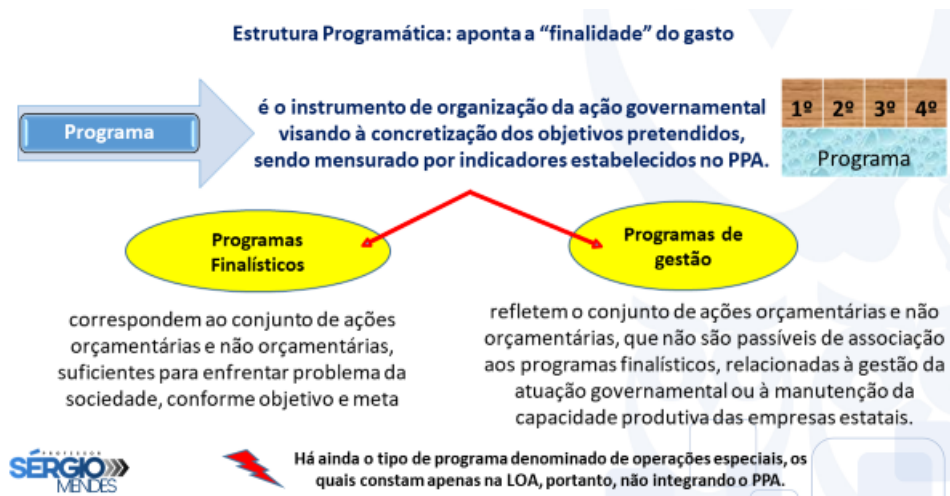 Estrutura Programática: aponta a “finalidade” do gasto
Programa
é o instrumento de organização da ação governamental
visando à concretização dos objetivos pretendidos,
sendo mensurado por indicadores estabelecidos no PPA.
1º 2º 3º 4º
Programa
Programas
Finalísticos
Programas de
gestão
correspondem ao conjunto de ações
orçamentárias e não orçamentárias,
suficientes para enfrentar problema da
sociedade, conforme objetivo e meta
refletem o conjunto de ações orçamentárias e não
orçamentárias, que não são passíveis de associação
aos programas finalísticos, relacionadas à gestão da
atuação governamental ou à manutenção da
capacidade produtiva das empresas estatais.
PROFESSOR
SÉRGIO
MENDES
Há ainda o tipo de programa denominado de operações especiais, os
quais constam apenas na LOA, portanto, não integrando o PPA.